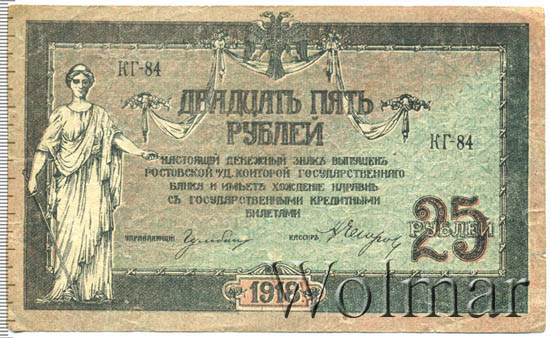 КГ-84
ДВАДЦАТЬ ПЯТЬ
РУБЛЕЙ
КГ-84
НАСТОЯЩІЙ ДЕНЕЖНЫЙ ЗНАКЪ ВЫПУЩЕНЪ
РОСТОВСКОЙ Н/Д. КОНТОРОЙ ГОСУДАРСТВЕННАГО
БАНКА И ИМѢЕТЪ ХОЖДЕНІЕ НАРАВНѢ
СЪ ГОСУДАРСТВЕННЫМИ КРЕДИТНЫМИ
БИЛЕТАМИ
УПРАВЛЯЮЩІЙ
КАССИРЪ
25
РУБЛЕЙ
1918
Wolmar